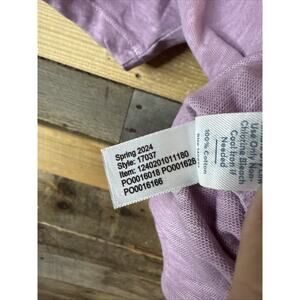 Spring 2024
Style: 17037
Item: 1240201011180
PO0016018 PO001628
PO0016166
100% Cotton
Use Only Non
Chlorine Bleach
Cool Iron If
Needed